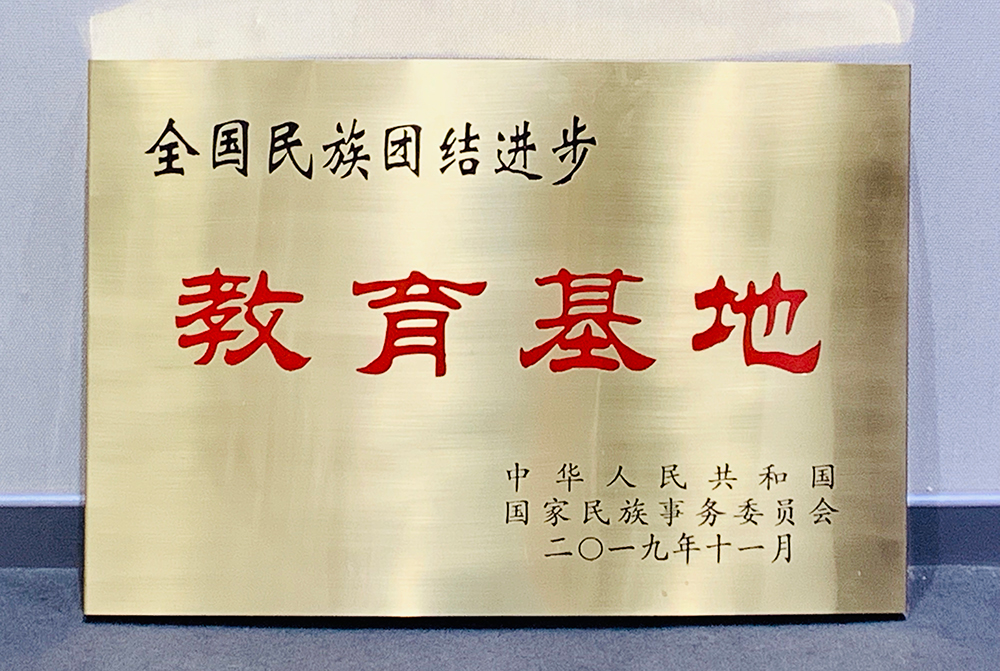 全国民族团结进步
教育基地
中华人民共和国
国家民族事务委员会
二〇一九年十一月